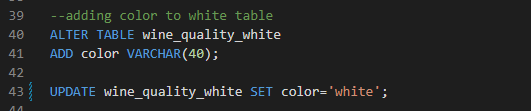 39 --adding color to white table
40 ALTER TABLE wine_quality_white
41 ADD color VARCHAR(40);
42
43 UPDATE wine_quality_white SET color='white';